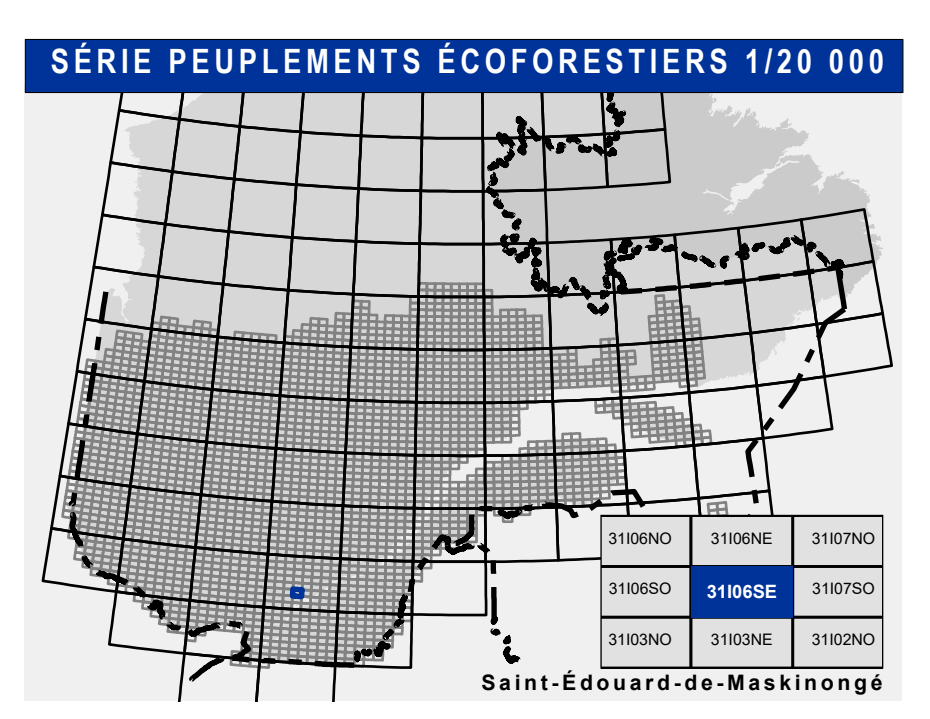 SÉRIE PEUPLEMENTS ÉCOFORESTIERS 1/20 000
31I06NO 31I06NE 31I07NO
31I06SO 31I06SE 31I07SO
31I03NO 31I03NE 31I02NO
Saint-Édouard-de-Maskinongé